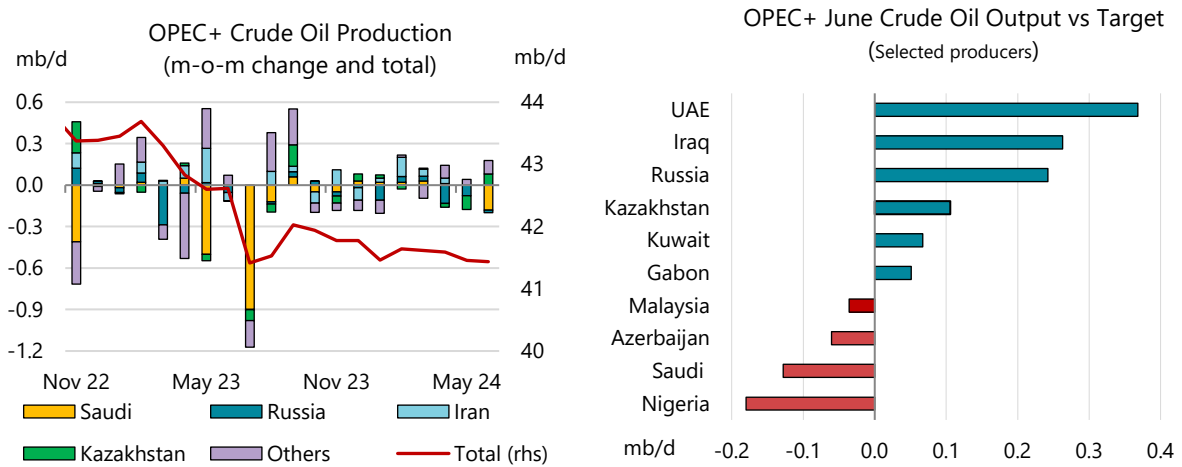 OPEC+ Crude Oil Production
(m-o-m change and total)
mb/d
mb/d
0.6
0.3
0.0
-0.3
-0.6
-0.9
-1.2
44
43
42
41
40
Nov 22
May 23
Nov 23
May 24
Saudi
Russia
Iran
Kazakhstan
Others
Total (rhs)
OPEC+ June Crude Oil Output vs Target
(Selected producers)
UAE
Iraq
Russia
Kazakhstan
Kuwait
Gabon
Malaysia
Azerbaijan
Saudi
Nigeria
mb/d
-0.2
-0.1
0.0
0.1
0.2
0.3
0.4